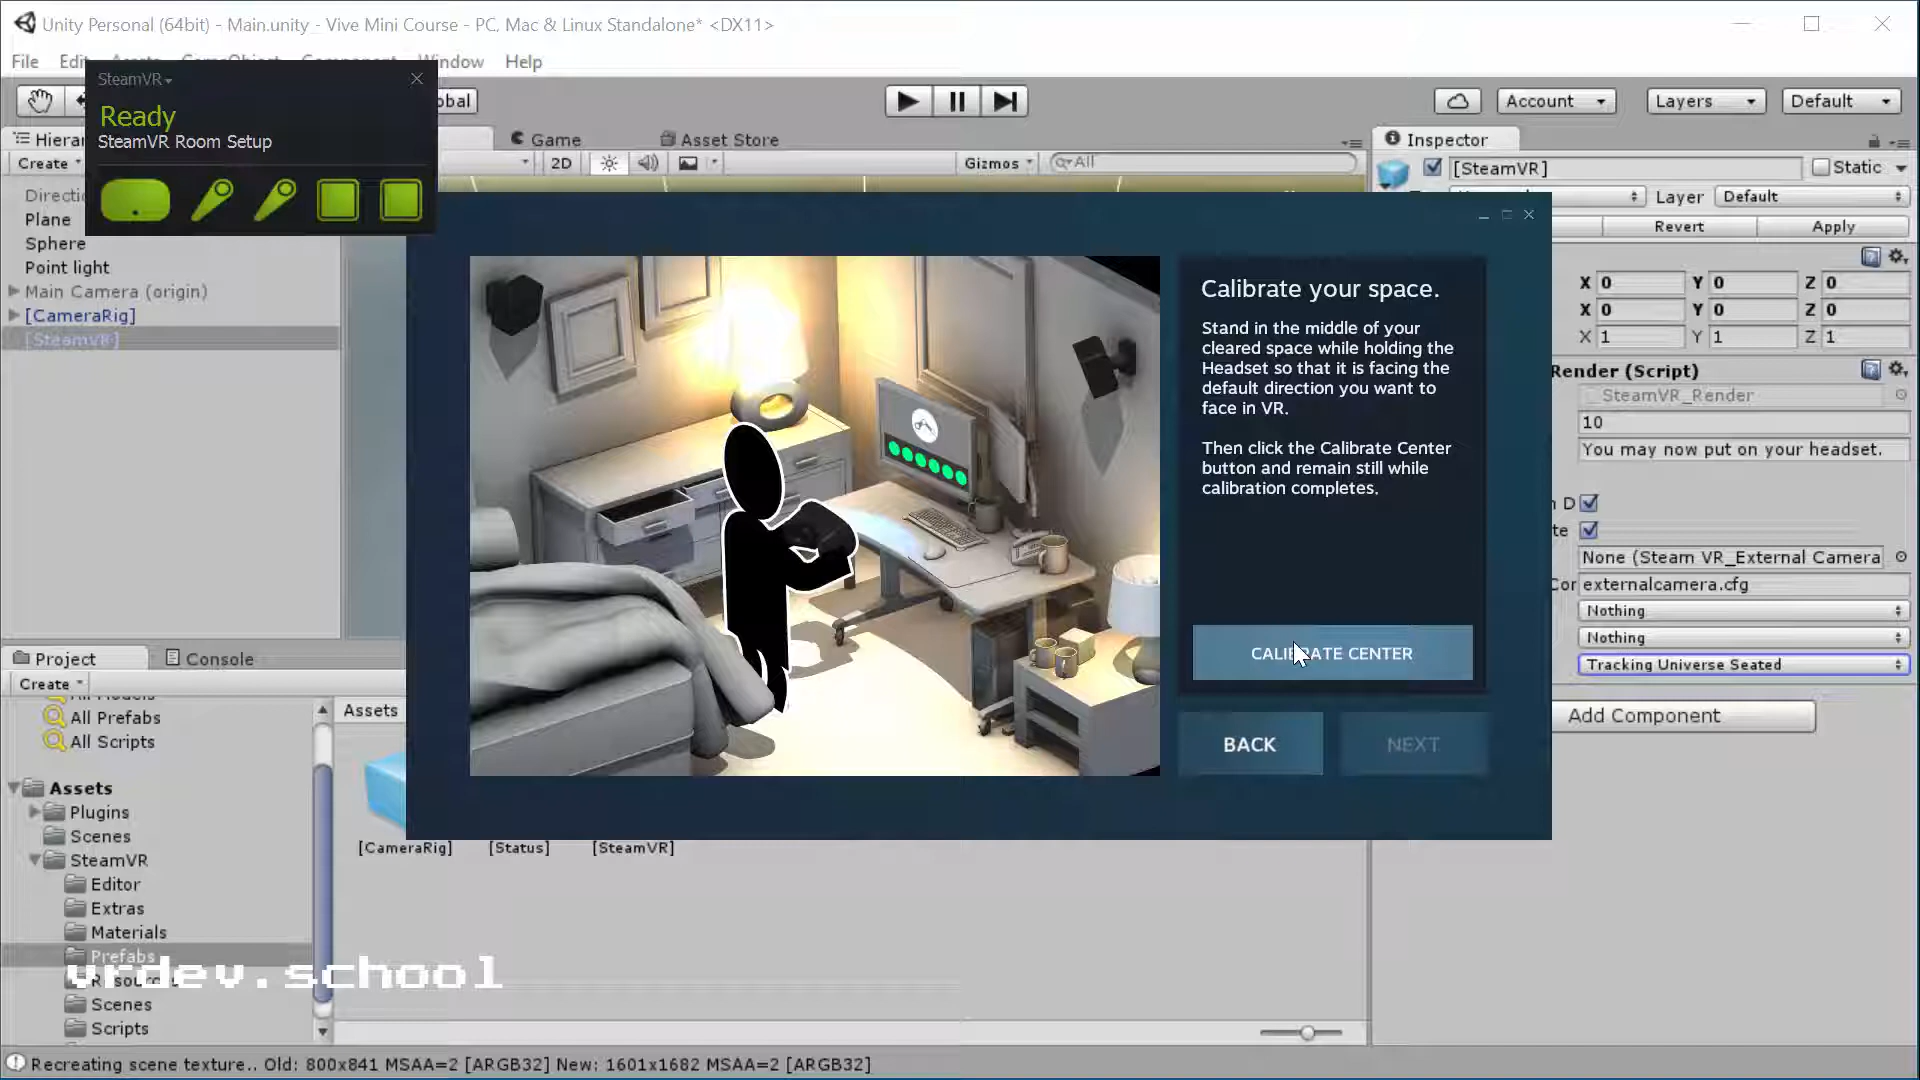 Unity Personal (64bit) - Main.unity - Vive Mini Course - PC, Mac & Linux Standalone* <DX11>
File Window Help
SteamVR
Ready
SteamVR Room Setup
Account Layers Default
Game Asset Store
Inspector
Create
2D Gizmos All
[SteamVR] Static
Layer Default
Revert Apply
Plane
Sphere
Point light
Main Camera (origin)
[CameraRig]
[SteamVR]
X 0 Y 0 Z 0
X 0 Y 0 Z 0
X 1 Y 1 Z 1
Render (Script)
SteamVR_Render
10
You may now put on your headset.
None (Steam VR_External Camera
externalcamera.cfg
Nothing
Nothing
Tracking Universe Seated
Add Component
Calibrate your space.
Stand in the middle of your
cleared space while holding the
Headset so that it is facing the
default direction you want to
face in VR.
Then click the Calibrate Center
button and remain still while
calibration completes.
CALIBRATE CENTER
BACK NEXT
Project Console
Create
All Models
All Prefabs
All Scripts
Assets
Plugins
Scenes
SteamVR
Editor
Extras
Materials
Prefabs
Resources
Scenes
Scripts
Assets
[CameraRig] [Status] [SteamVR]
vrdev.school
Recreating scene texture.. Old: 800x841 MSAA=2 [ARGB32] New: 1601x1682 MSAA=2 [ARGB32]